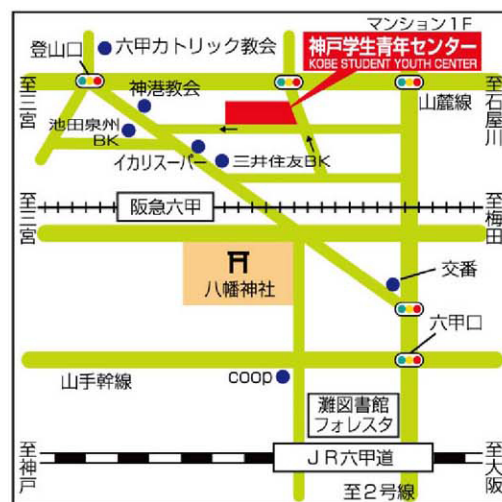 マンション1F
登山口
六甲カトリック教会
神戸学生青年センター
KOBE STUDENT YOUTH CENTER
至三宮
神港教会
山麓線
至石屋川
池田泉州
BK
イカリスーパー
三井住友BK
至三宮
阪急六甲
至梅田
八幡神社
交番
六甲口
山手幹線
coop
灘図書館
フォレスタ
至神戸
JR六甲道
至大阪
至2号線